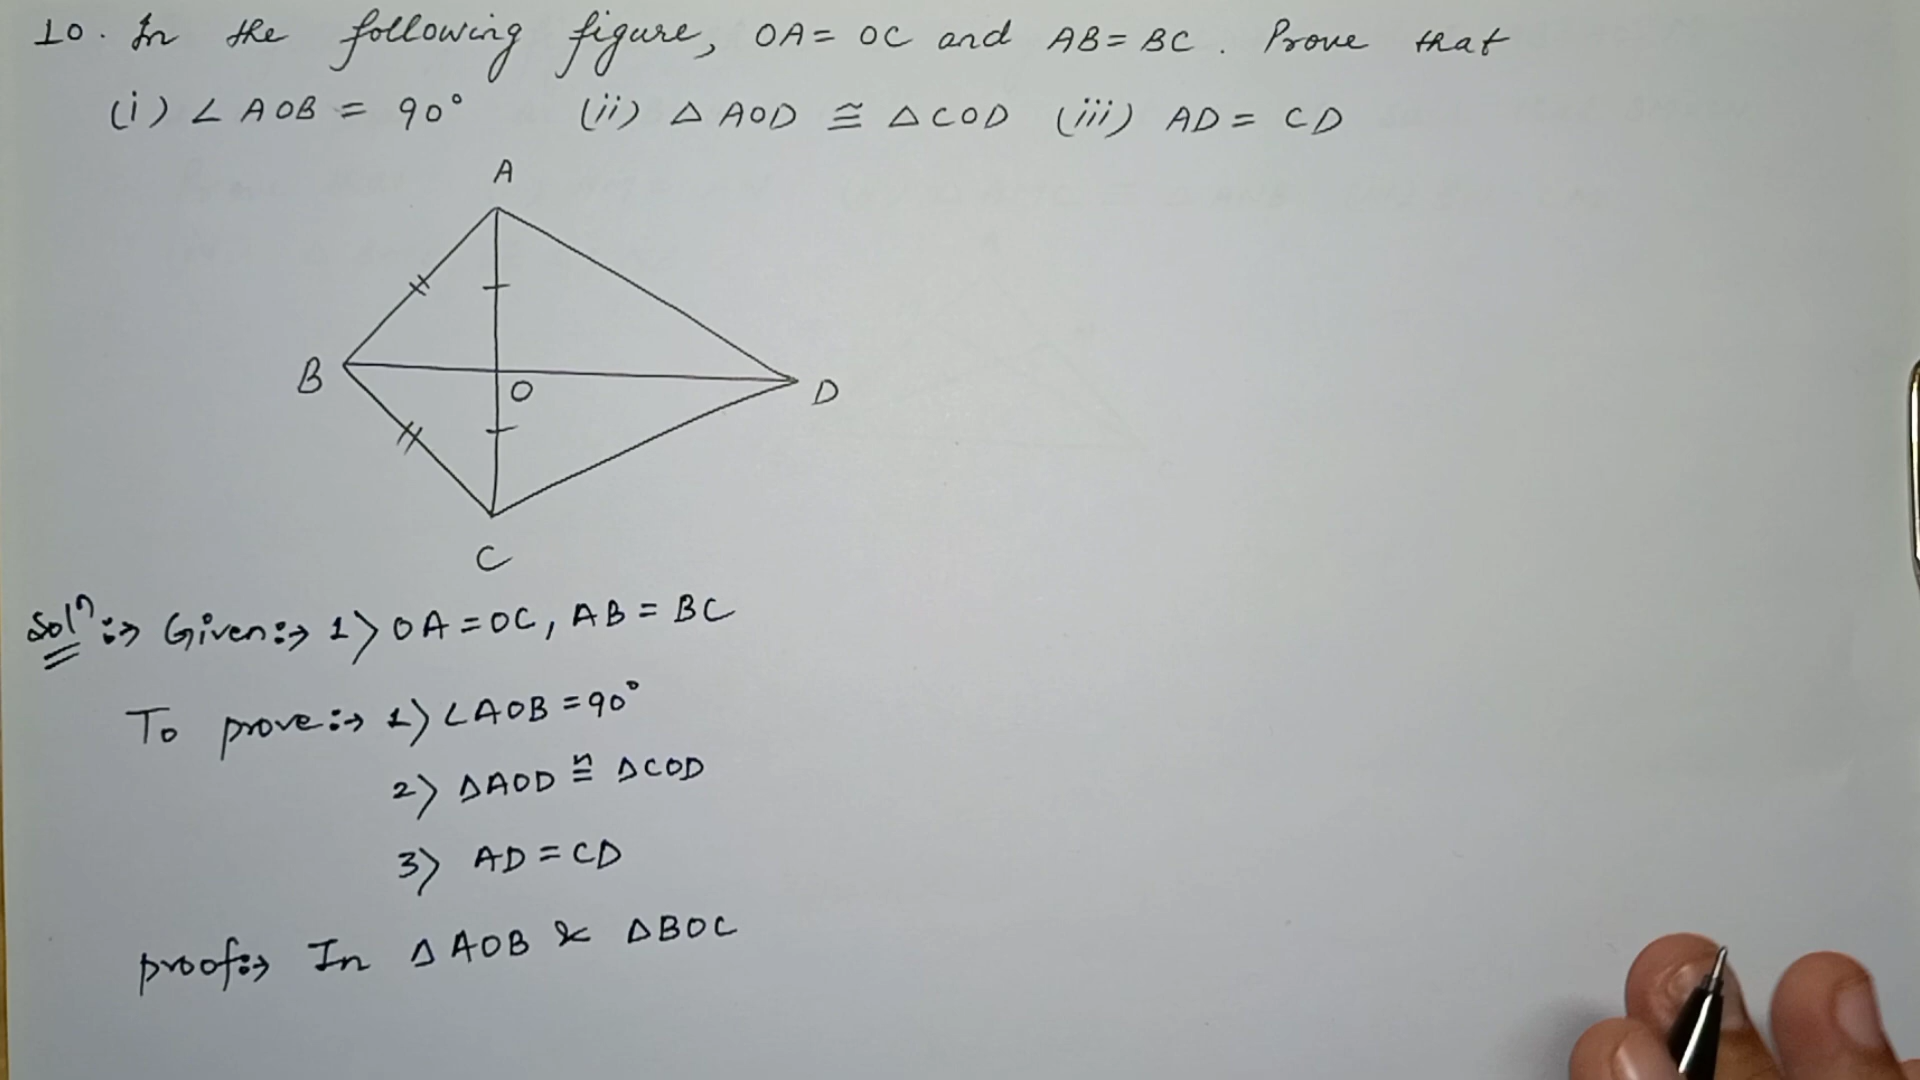 10. In the following figure, OA = OC and AB = BC. Prove that
(i) ∠AOB = 90° (ii) △AOD ≅ △COD (iii) AD = CD
A
B
O
D
C
Solⁿ:→ Given:→ 1> OA = OC, AB = BC
To prove:→ 1) ∠AOB = 90°
2) △AOD ≅ △COD
3) AD = CD
proof:→ In △AOB & △BOC